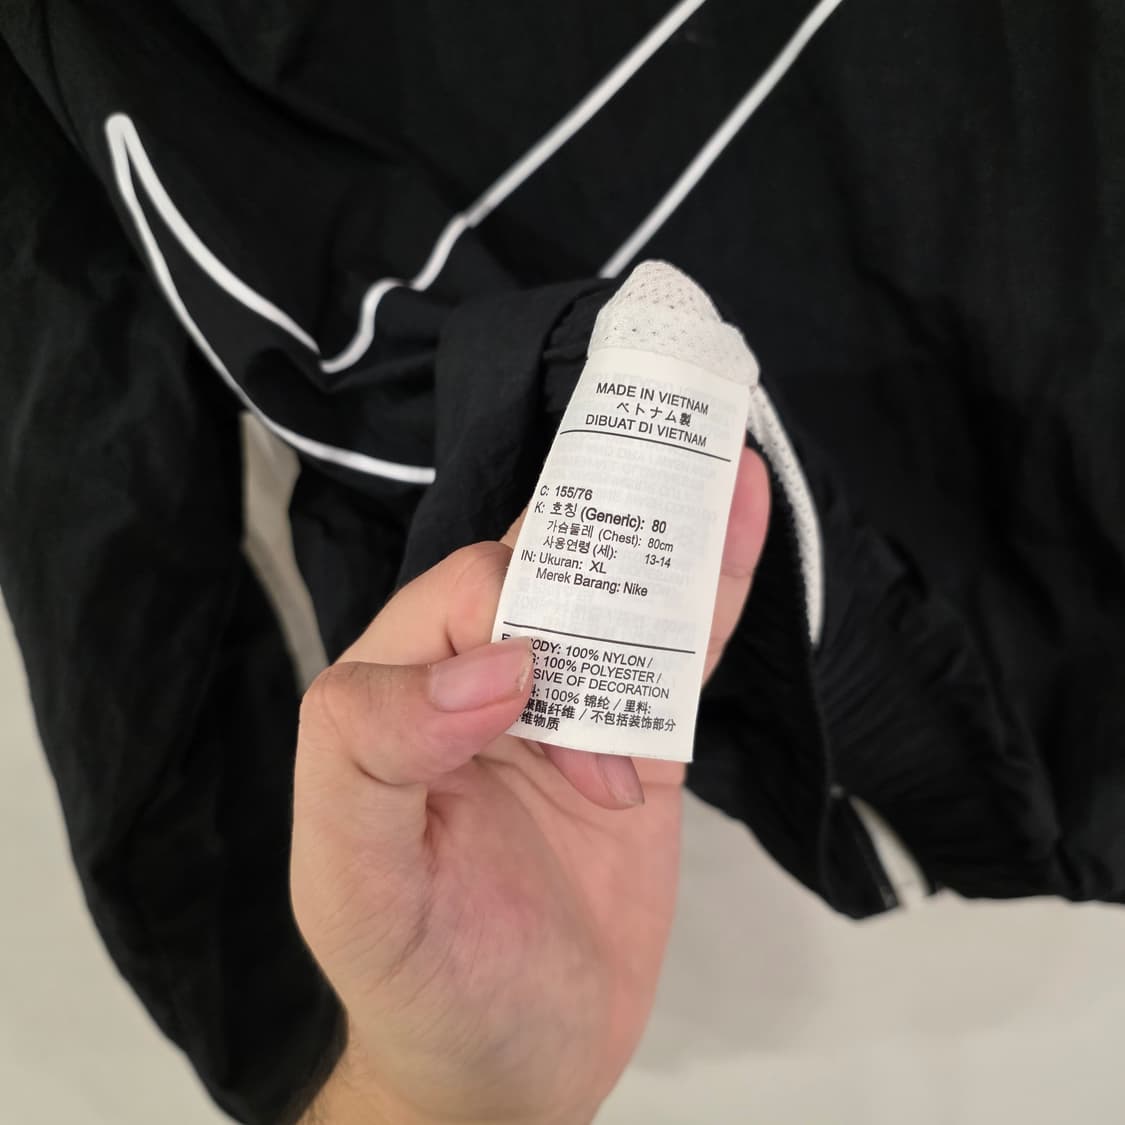 MADE IN VIETNAM
ベトナム製
DIBUAT DI VIETNAM
C: 155/76
K: 호칭 (Generic): 80
가슴둘레 (Chest): 80cm
사용연령 (세): 13-14
IN: Ukuran: XL
Merek Barang: Nike
BODY: 100% NYLON /
100% POLYESTER /
OF DECORATION
100% 锦纶 / 里料:
聚酯纤维 / 不包括装饰部分
物质